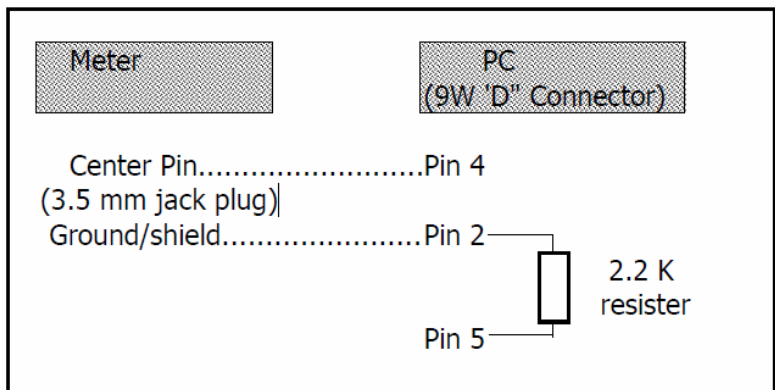 Meter PC
(9W 'D" Connector)
Center Pin..........................Pin 4
(3.5 mm jack plug)
Ground/shield.......................Pin 2
2.2 K
resister
Pin 5